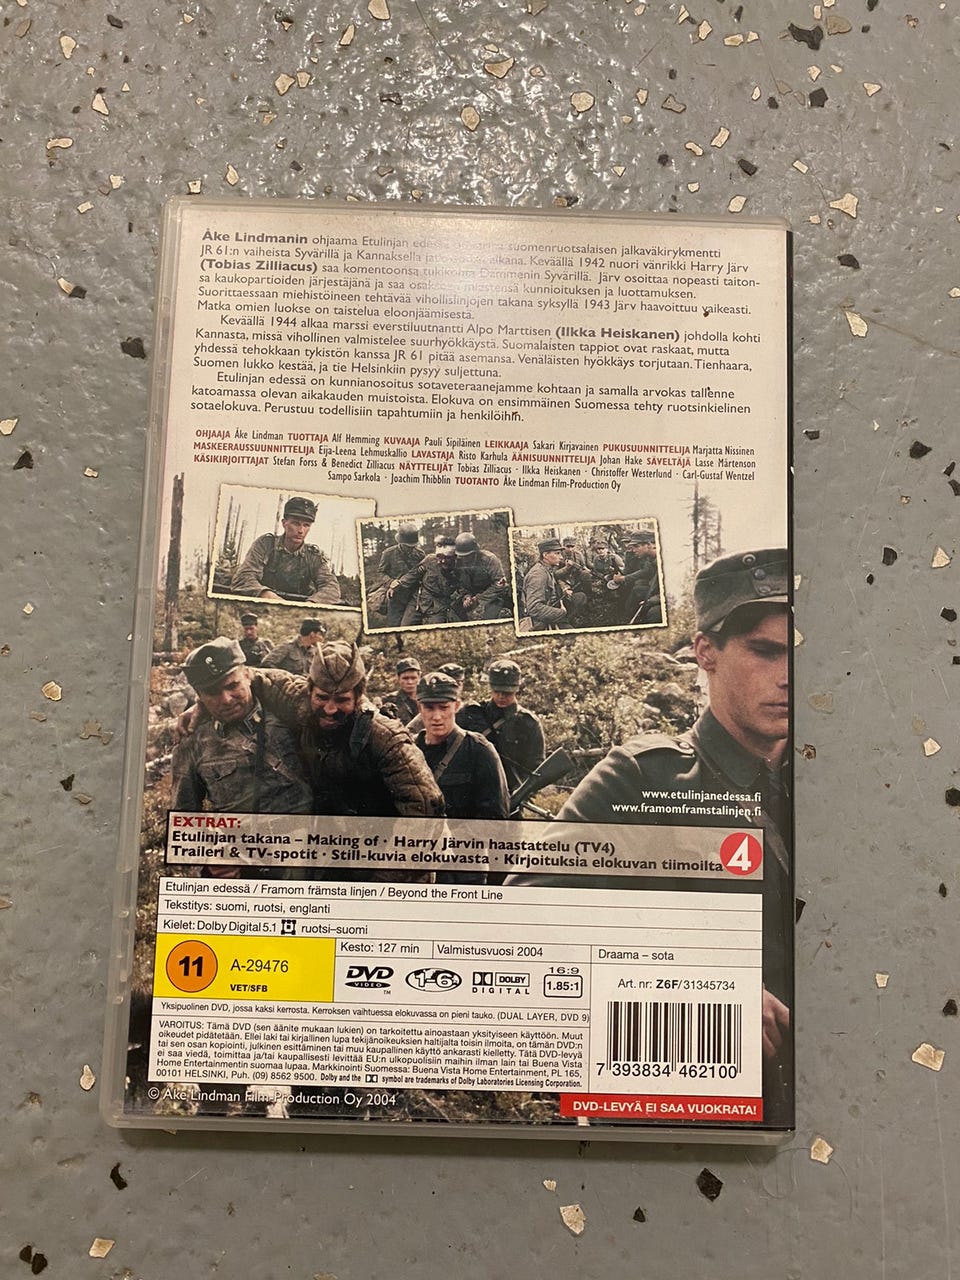 Åke Lindmanin ohjaama Etulinjan edessä suomenruotsalaisen jalkaväkirykmentti
JR 61:n vaiheista Syvärillä ja Kannaksella alkana. Keväällä 1942 nuori vänrikki Harry Järv
(Tobias Zilliacus) saa komentoonsa tukikohta Dammenin Syvärillä. Järv osoittaa nopeasti taiton-
sa kaukopartioiden järjestäjänä ja saa osakseen miestensä kunnioituksen ja luottamuksen.
Suorittaessaan miehistöineen tehtävää vihollislinjojen takana syksyllä 1943 Järv haavoittuu vaikeasti.
Matka omien luokse on taistelua eloonjäämisestä.
Keväällä 1944 alkaa marssi everstiluutnantti Alpo Marttisen (Ilkka Heiskanen) johdolla kohti
Kannasta, missä vihollinen valmistelee suurhyökkäystä. Suomalaisten tappiot ovat raskaat, mutta
yhdessä tehokkaan tykistön kanssa JR 61 pitää asemansa. Venäläisten hyökkäys torjutaan. Tienhaara,
Suomen lukko kestää, ja tie Helsinkiin pysyy suljettuna.
Etulinjan edessä on kunnianosoitus sotaveteraanejamme kohtaan ja samalla arvokas tallenne
katoamassa olevan aikakauden muistoista. Elokuva on ensimmäinen Suomessa tehty ruotsinkielinen
sotaelokuva. Perustuu todellisiin tapahtumiin ja henkilöihin.
OHJAAJA Åke Lindman TUOTTAJA Alf Hemming KUVAAJA Pauli Sipiläinen LEIKKAAJA Sakari Kirjavainen PUKUSUUNNITTELIJA Marjatta Nissinen
MASKEERAUSSUUNNITTELIJA Eija-Leena Lehmuskallio LAVASTAJA Risto Karhula ÄÄNISUUNNITTELIJA Johan Hake SÄVELTÄJÄ Lasse Mårtenson
KÄSIKIRJOITTAJAT Stefan Forss & Benedict Zilliacus NÄYTTELIJÄT Tobias Zilliacus · Ilkka Heiskanen · Christoffer Westerlund · Carl-Gustaf Wentzel
Sampo Sarkola · Joachim Thibblin TUOTANTO Åke Lindman Film-Production Oy
www.etulinjanedessa.fi
www.framomframstalinjen.fi
EXTRAT:
Etulinjan takana – Making of · Harry Järvin haastattelu (TV4)
Traileri & TV-spotit · Still-kuvia elokuvasta · Kirjoituksia elokuvan tiimoilta
4
Etulinjan edessä / Framom främsta linjen / Beyond the Front Line
Tekstitys: suomi, ruotsi, englanti
Kielet: Dolby Digital 5.1 ruotsi–suomi
11
A-29476
VET/SFB
Kesto: 127 min
Valmistusvuosi 2004
Draama – sota
DVD
VIDEO
TM
1-6
DOLBY
DIGITAL
16:9
1.85:1
Art. nr: Z6F/31345734
Yksipuolinen DVD, jossa kaksi kerrosta. Kerroksen vaihtuessa elokuvassa on pieni tauko. (DUAL LAYER, DVD 9)
VAROITUS: Tämä DVD (sen äänite mukaan lukien) on tarkoitettu ainoastaan yksityiseen käyttöön. Muut
oikeudet pidätetään. Ellei laki tai kirjallinen lupa tekijänoikeuksien haltijalta toisin ilmoita, on tämän DVD:n
tai sen osan kopiointi, julkinen esittäminen tai muu kaupallinen käyttö ankarasti kielletty. Tätä DVD-levyä
ei saa viedä, toimittaa ja/tai kaupallisesti levittää EU:n ulkopuolisiin maihin ilman lain tai Buena Vista
Home Entertainmentin suomaa lupaa. Markkinointi Suomessa: Buena Vista Home Entertainment, PL 165,
00101 HELSINKI, Puh. (09) 8562 9500. Dolby and the symbol are trademarks of Dolby Laboratories Licensing Corporation.
7 393834 462100
© Åke Lindman Film-Production Oy 2004
DVD-LEVYÄ EI SAA VUOKRATA!